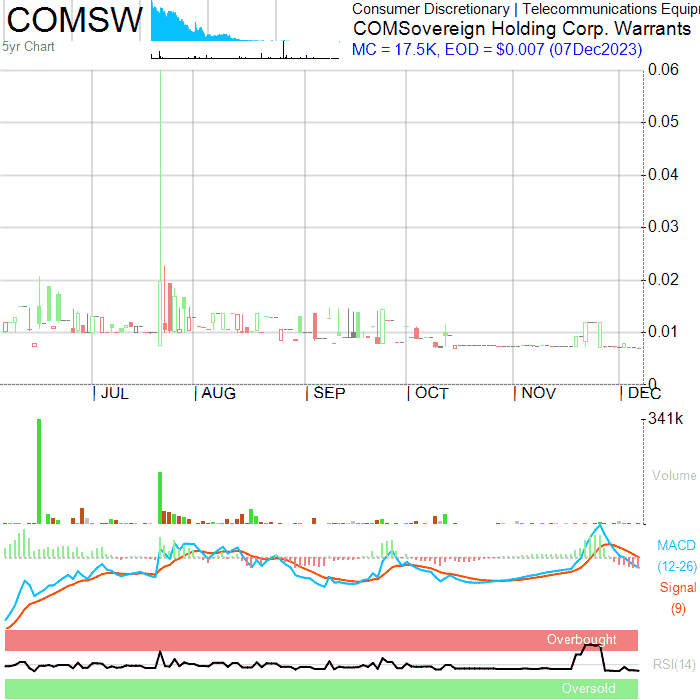 COMSW
5yr Chart
Consumer Discretionary | Telecommunications Equip
COMSovereign Holding Corp. Warrants
MC = 17.5K, EOD = $0.007 (07Dec2023)
0.06
0.05
0.04
0.03
0.02
0.01
0
JUL AUG SEP OCT NOV DEC
341k
Volume
MACD
(12-26)
Signal
(9)
Overbought
RSI(14)
Oversold